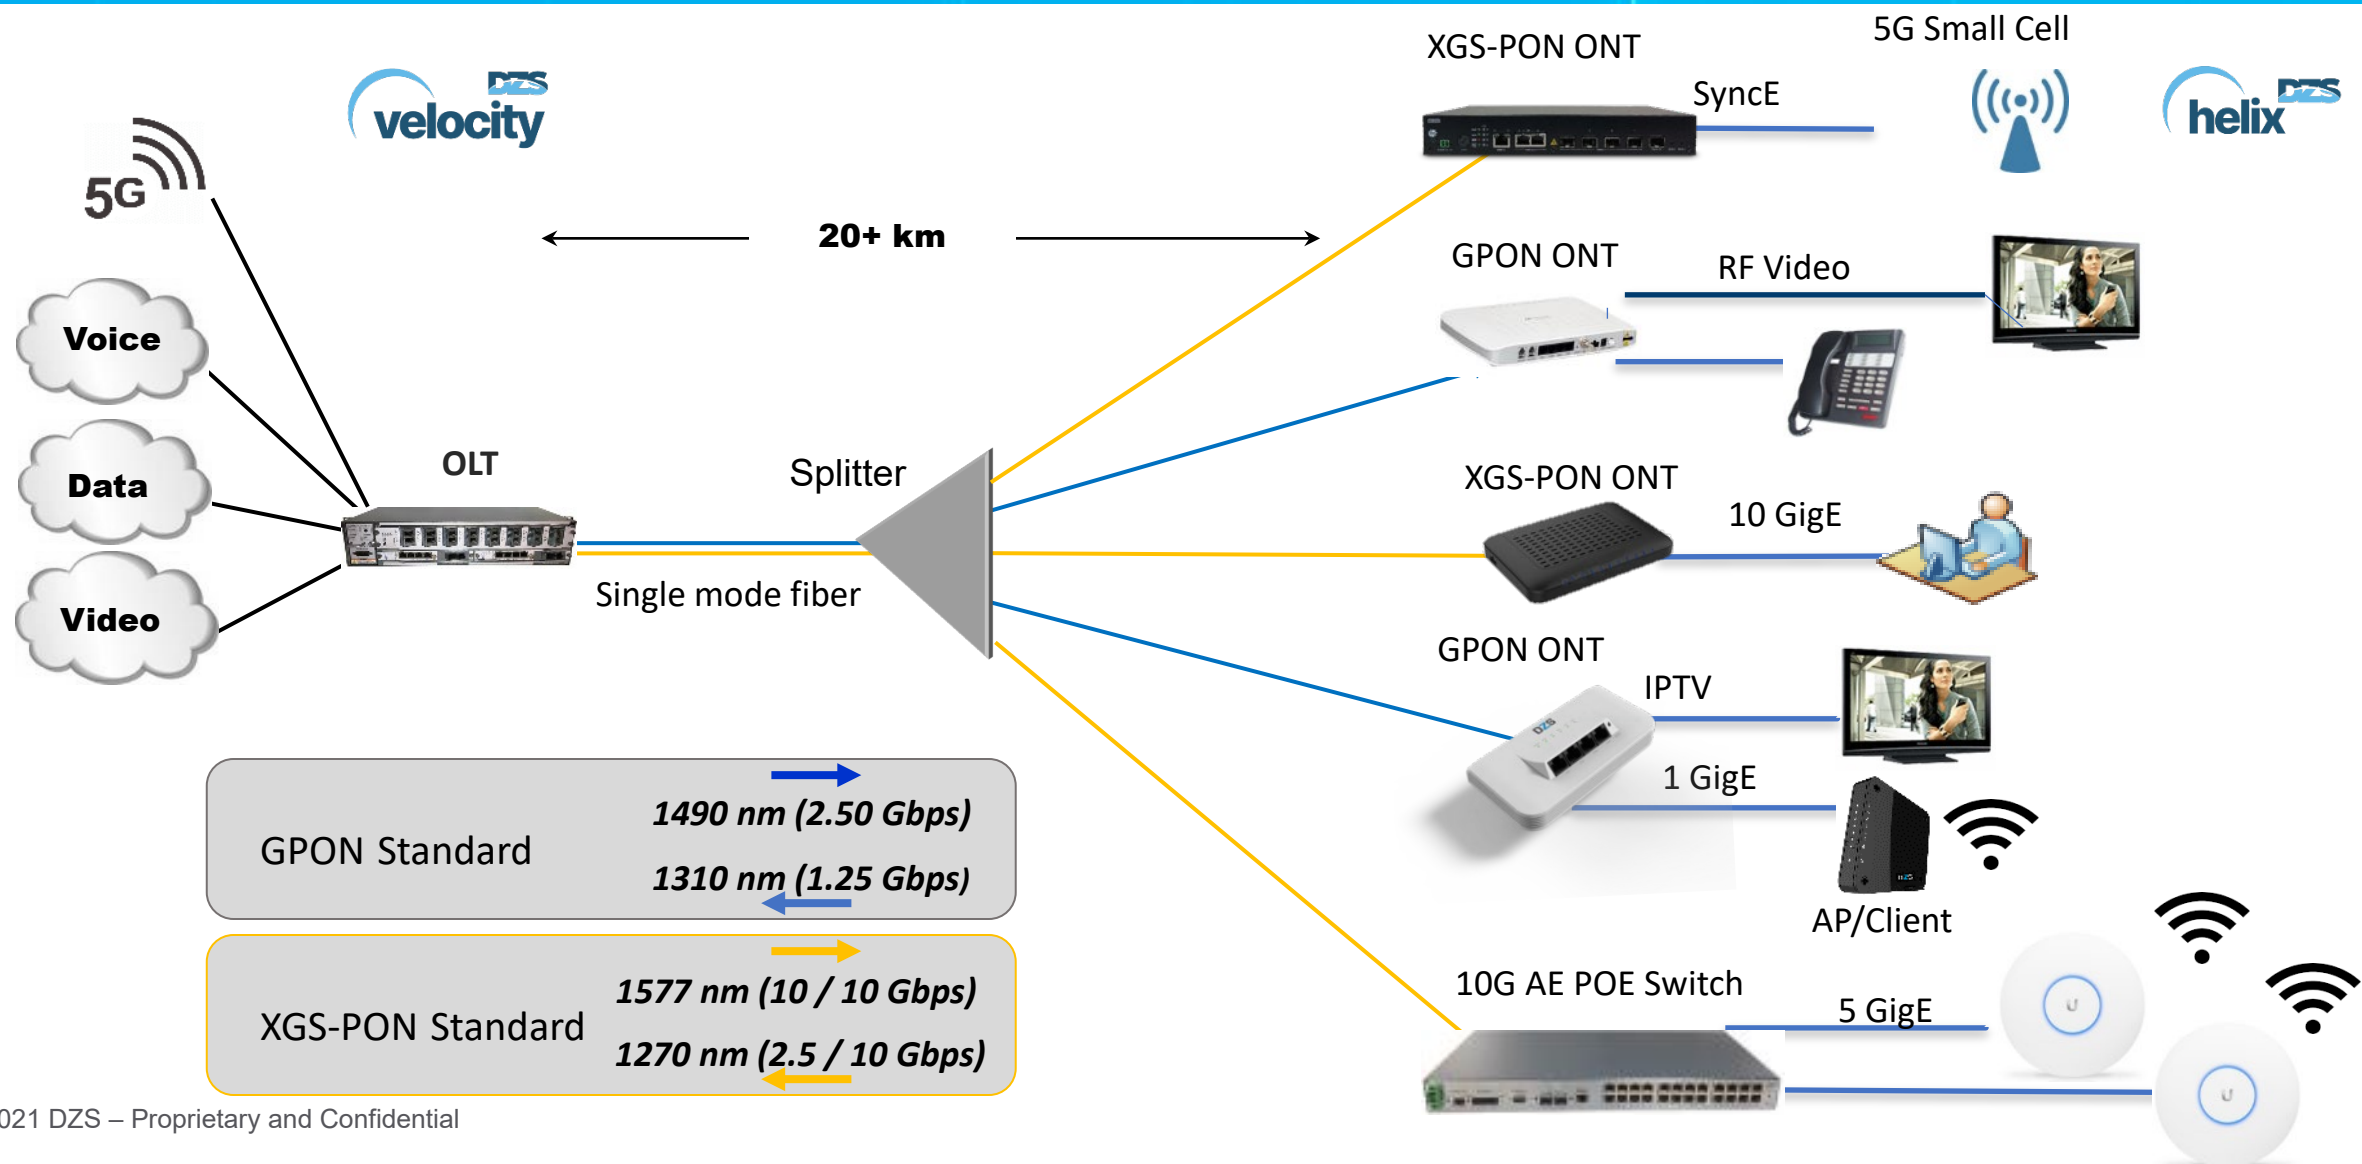 5G Small Cell
XGS-PON ONT
DZS
velocity
SyncE
DZS
helix
5G
20+ km
GPON ONT
RF Video
Voice
OLT
Splitter
XGS-PON ONT
Data
10 GigE
Single mode fiber
Video
GPON ONT
IPTV
DZS
1 GigE
1490 nm (2.50 Gbps)
GPON Standard
1310 nm (1.25 Gbps)
DZS
AP/Client
10G AE POE Switch
1577 nm (10 / 10 Gbps)
5 GigE
U
XGS-PON Standard
1270 nm (2.5 / 10 Gbps)
U
021 DZS – Proprietary and Confidential